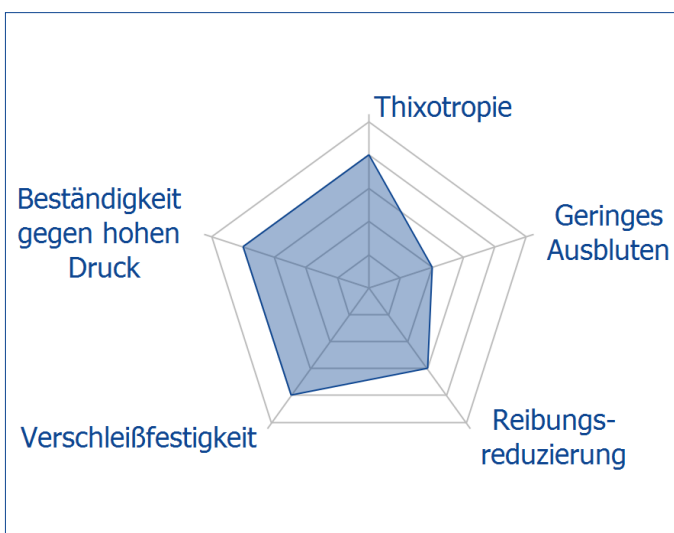 Thixotropie
Geringes
Ausbluten
Reibungs-
reduzierung
Verschleißfestigkeit
Beständigkeit
gegen hohen
Druck